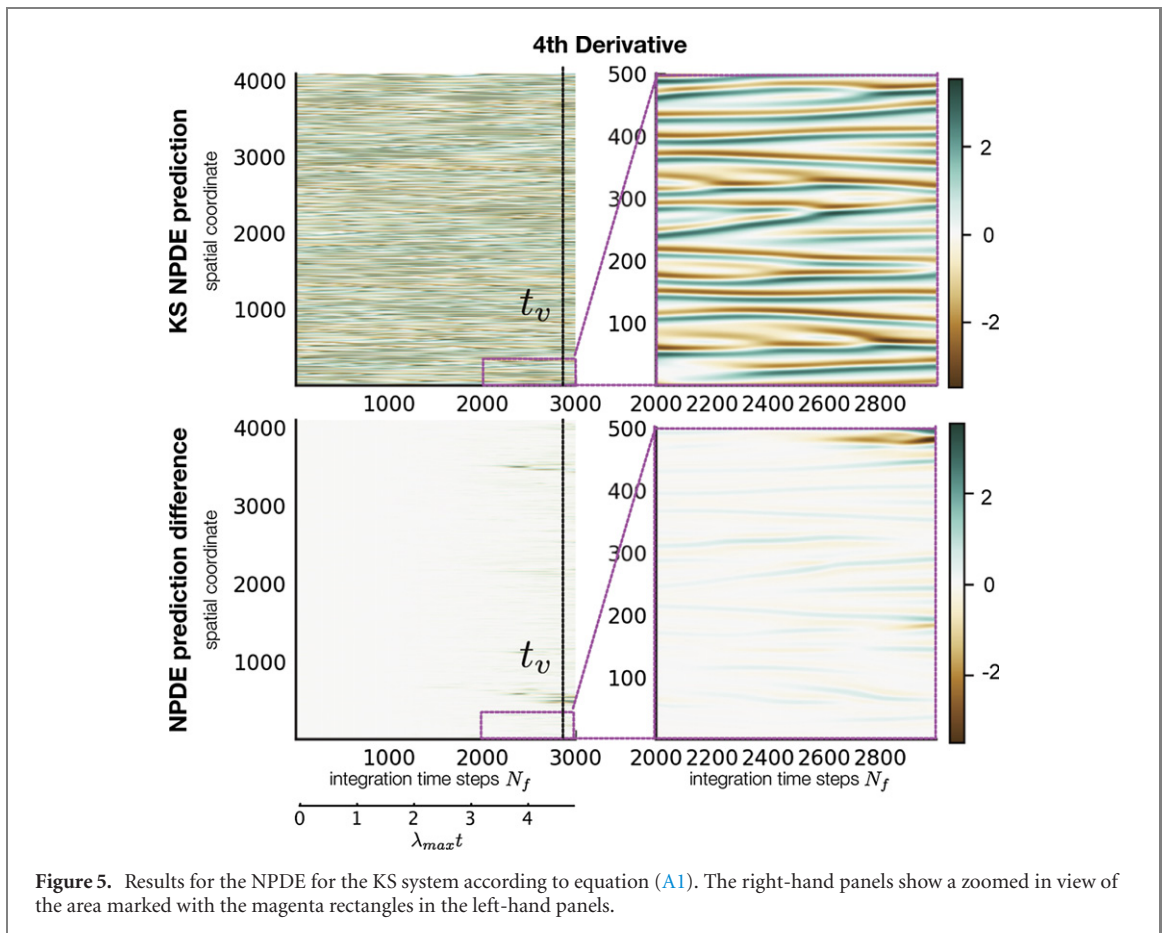 4th Derivative
KS NPDE prediction
spatial coordinate
4000
3000
2000
1000
t_v
1000 2000 3000
500
400
300
200
100
2000 2200 2400 2600 2800
2
0
-2
NPDE prediction difference
spatial coordinate
4000
3000
2000
1000
t_v
1000 2000 3000
integration time steps N_f
500
400
300
200
100
2000 2200 2400 2600 2800
integration time steps N_f
2
0
-2
0 1 2 3 4
λ_max t
Figure 5. Results for the NPDE for the KS system according to equation (A1). The right-hand panels show a zoomed in view of
the area marked with the magenta rectangles in the left-hand panels.